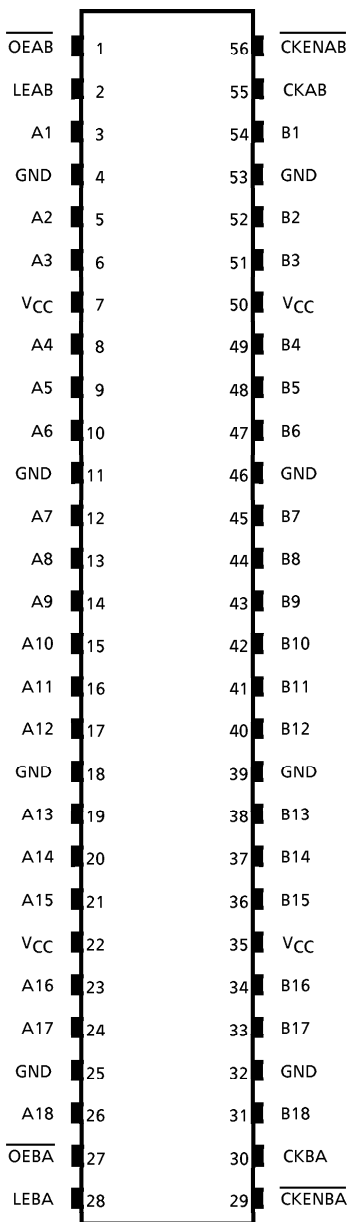 OEAB 1 56 CKENAB
LEAB 2 55 CKAB
A1 3 54 B1
GND 4 53 GND
A2 5 52 B2
A3 6 51 B3
VCC 7 50 VCC
A4 8 49 B4
A5 9 48 B5
A6 10 47 B6
GND 11 46 GND
A7 12 45 B7
A8 13 44 B8
A9 14 43 B9
A10 15 42 B10
A11 16 41 B11
A12 17 40 B12
GND 18 39 GND
A13 19 38 B13
A14 20 37 B14
A15 21 36 B15
VCC 22 35 VCC
A16 23 34 B16
A17 24 33 B17
GND 25 32 GND
A18 26 31 B18
OEBA 27 30 CKBA
LEBA 28 29 CKENBA